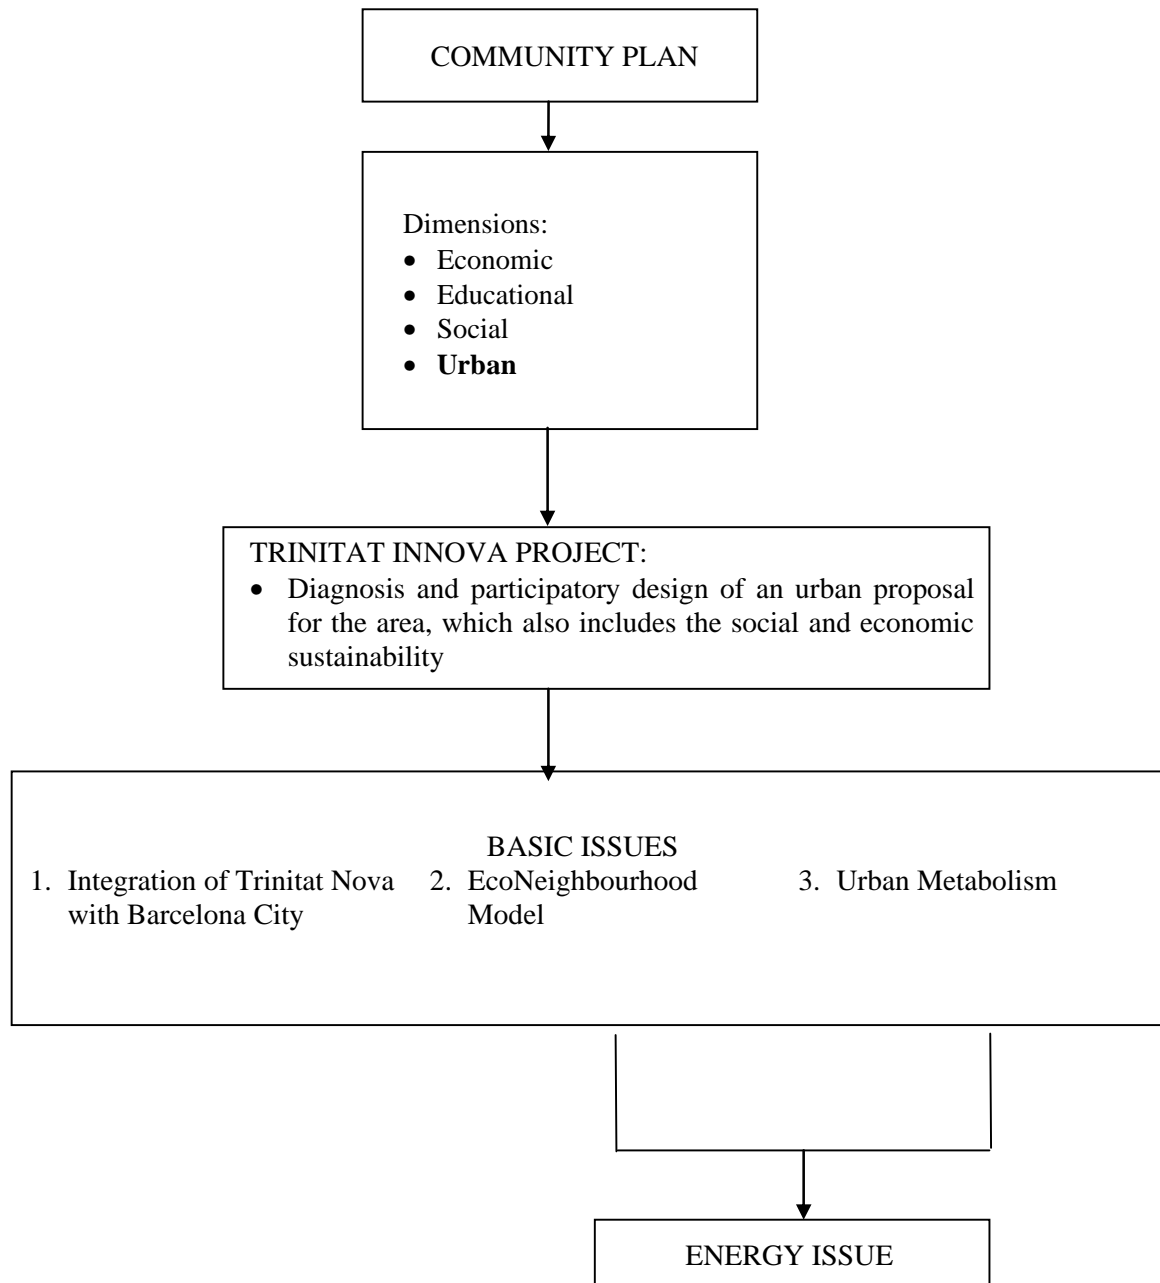 COMMUNITY PLAN
Dimensions:
• Economic
• Educational
• Social
• Urban
TRINITAT INNOVA PROJECT:
• Diagnosis and participatory design of an urban proposal
for the area, which also includes the social and economic
sustainability
BASIC ISSUES
1. Integration of Trinitat Nova
with Barcelona City
2. EcoNeighbourhood
Model
3. Urban Metabolism
ENERGY ISSUE